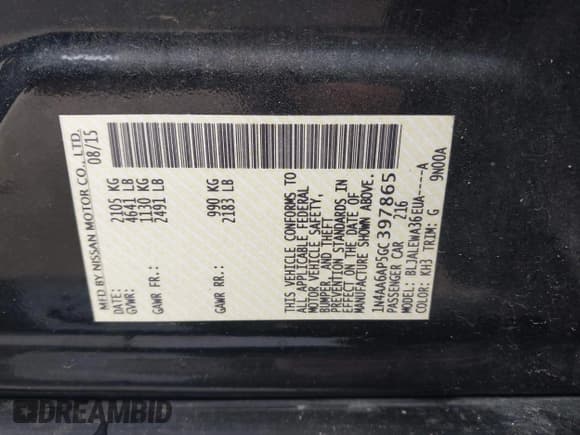 MFD BY NISSAN MOTOR CO., LTD.
DATE: 08/15
GVWR: 2105 KG
4641 LB
GAWR FR.: 1130 KG
2491 LB
GAWR RR.: 990 KG
2183 LB
THIS VEHICLE CONFORMS TO
ALL APPLICABLE FEDERAL
MOTOR VEHICLE SAFETY,
BUMPER, AND THEFT
PREVENTION STANDARDS IN
EFFECT ON THE DATE OF
MANUFACTURE SHOWN ABOVE.
1N4AA6AP5GC397865
PASSENGER CAR 216
MODEL: BLJALEWA36EUA----A
COLOR: KH3 TRIM: G 9N00A
DREAMBID